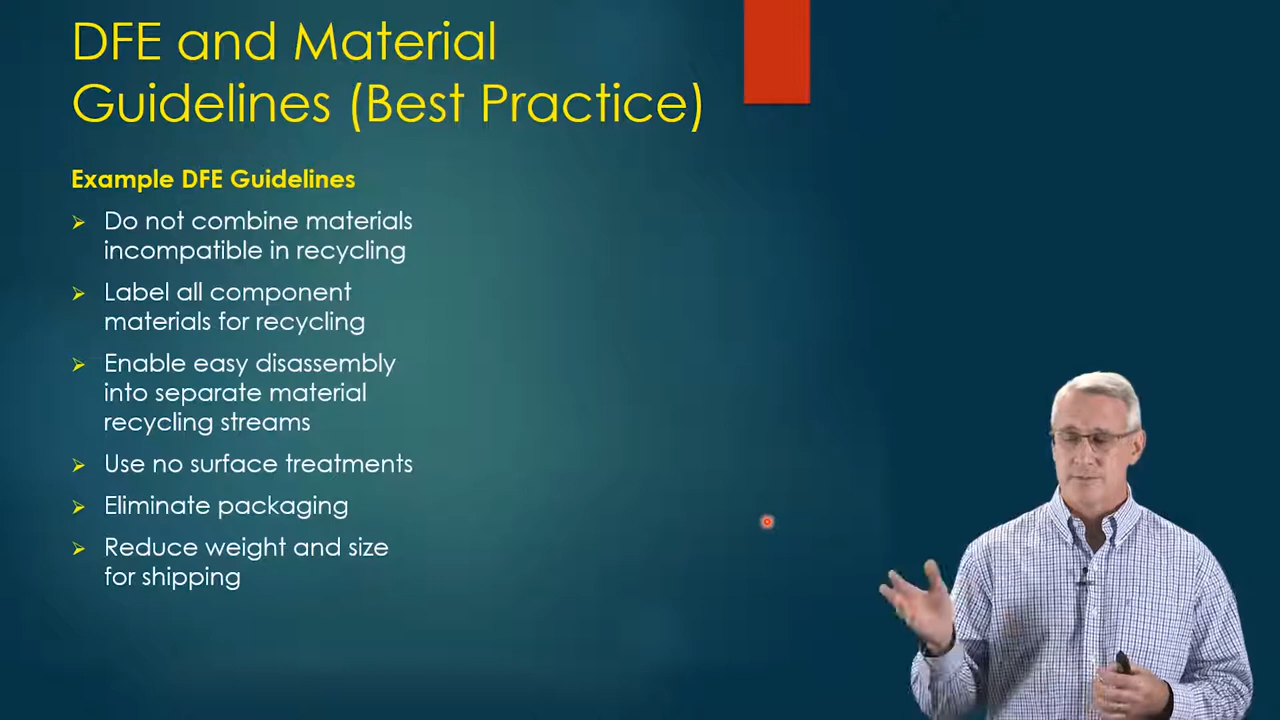 DFE and Material
Guidelines (Best Practice)
Example DFE Guidelines
Do not combine materials
incompatible in recycling
Label all component
materials for recycling
Enable easy disassembly
into separate material
recycling streams
Use no surface treatments
Eliminate packaging
Reduce weight and size
for shipping